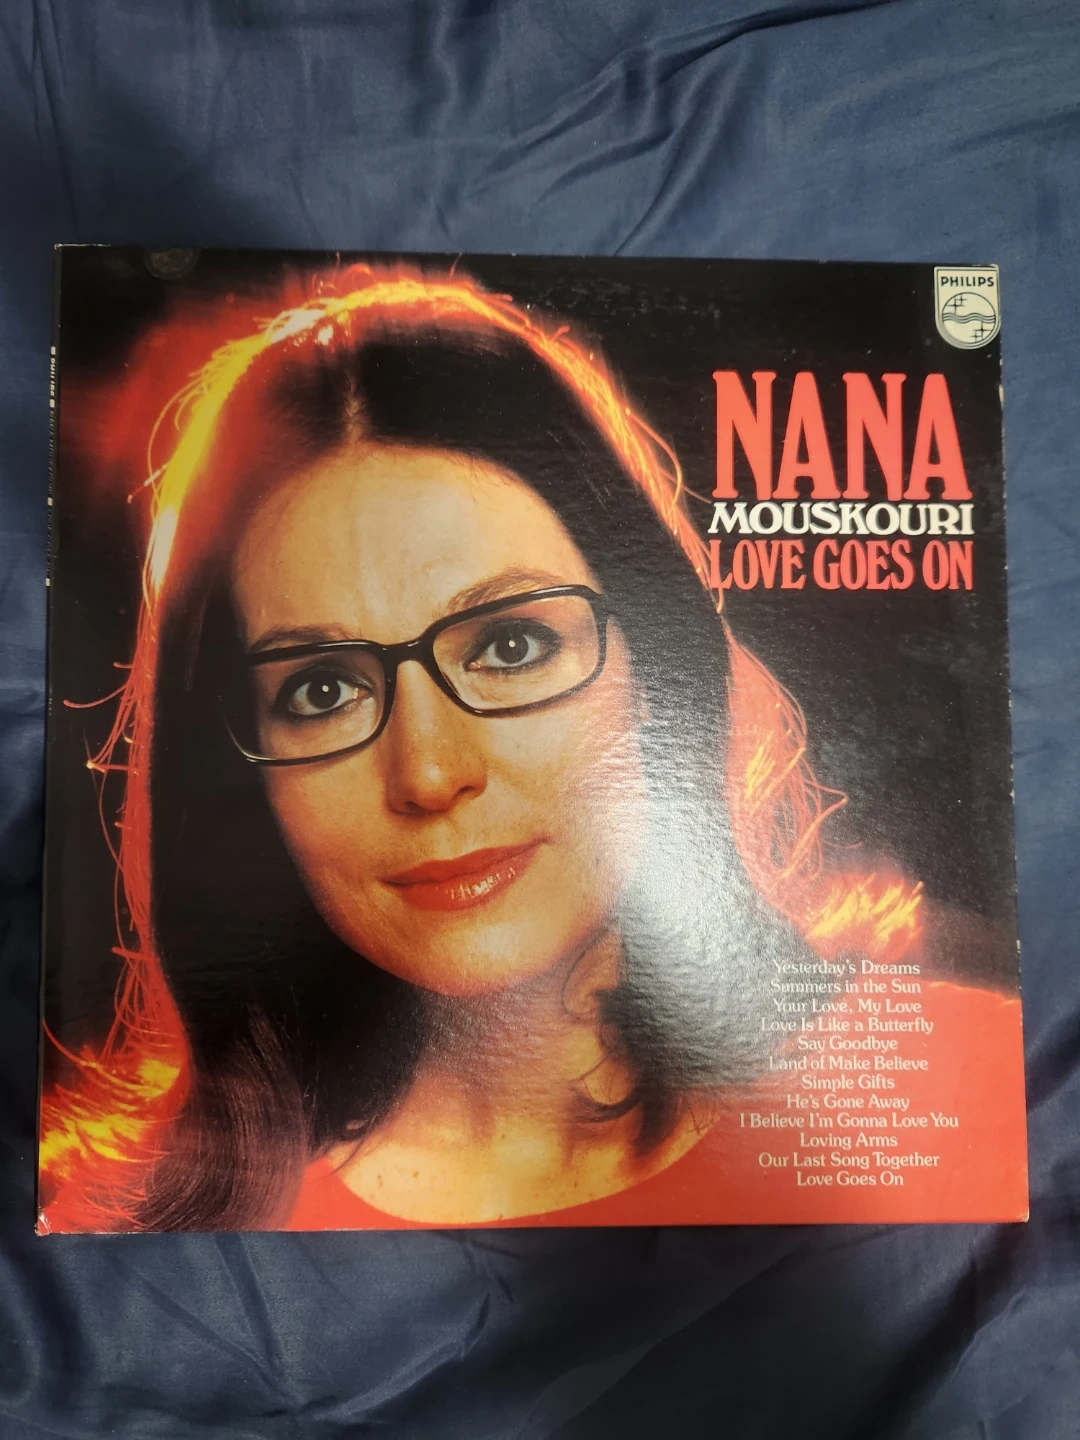 PHILIPS
NANA
MOUSKOURI
LOVE GOES ON
Yesterday's Dreams
Summers in the Sun
Your Love, My Love
Love Is Like a Butterfly
Say Goodbye
Land of Make Believe
Simple Gifts
He's Gone Away
I Believe I'm Gonna Love You
Loving Arms
Our Last Song Together
Love Goes On